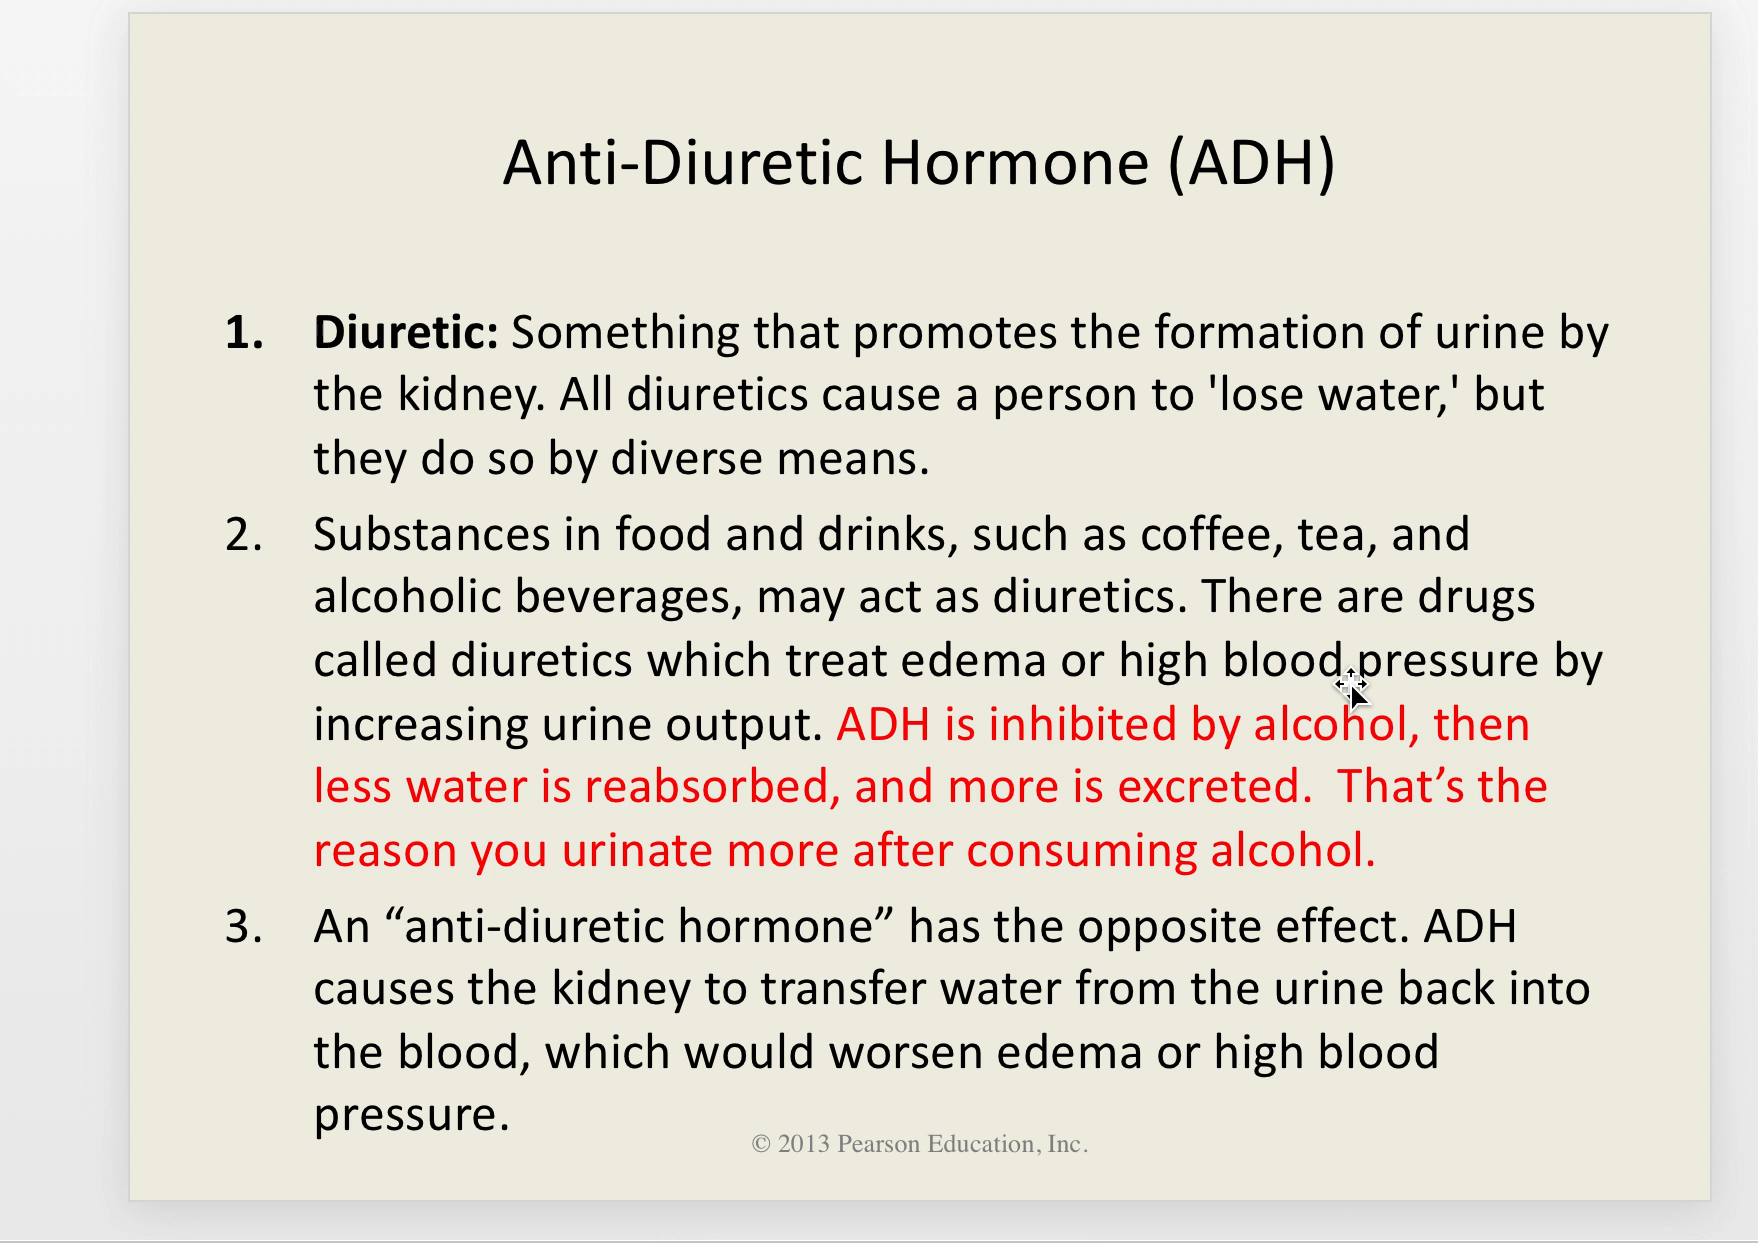 Anti-Diuretic Hormone (ADH)
1. Diuretic: Something that promotes the formation of urine by
the kidney. All diuretics cause a person to 'lose water,' but
they do so by diverse means.
2. Substances in food and drinks, such as coffee, tea, and
alcoholic beverages, may act as diuretics. There are drugs
called diuretics which treat edema or high blood pressure by
increasing urine output. ADH is inhibited by alcohol, then
less water is reabsorbed, and more is excreted.  That’s the
reason you urinate more after consuming alcohol.
3. An “anti-diuretic hormone” has the opposite effect. ADH
causes the kidney to transfer water from the urine back into
the blood, which would worsen edema or high blood
pressure.
© 2013 Pearson Education, Inc.